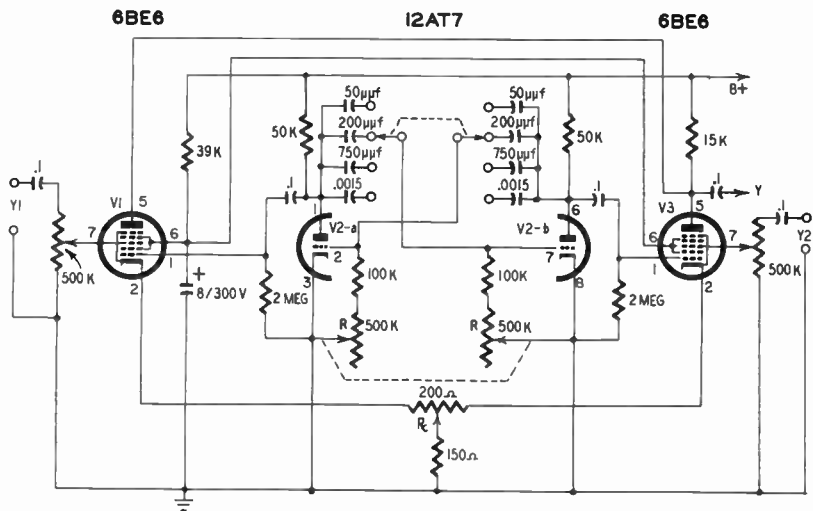 6BE6 12AT7 6BE6
50µµf 50µµf
B+
200µµf 200µµf
39K 50K 50K 15K
750µµf 750µµf
.1 .0015 .0015 .1 .1 Y .1
Y1 V1 5 .1 1 V2-a V2-b 6 .1 V3 5 Y2
7 6 1 2 7 6 1 7
500K + 3 8 2 500K
2 8/300V 2 MEG 100K 100K 2 MEG
R 500K R 500K
200Ω
Rc
150Ω